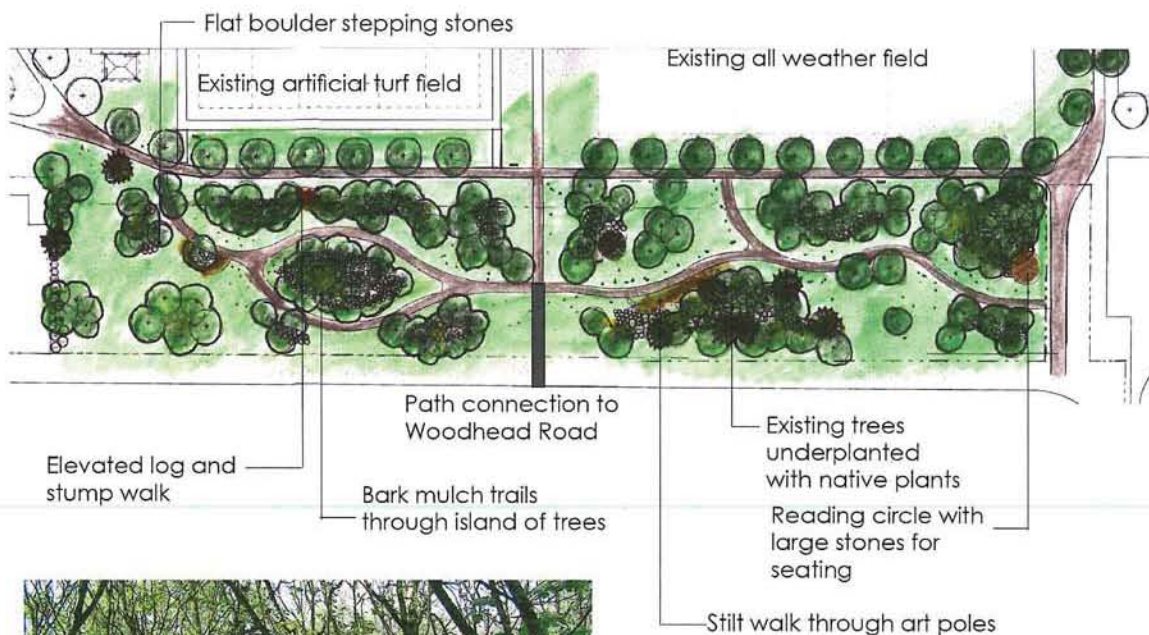 Flat boulder stepping stones
Existing artificial turf field
Existing all weather field
Path connection to
Woodhead Road
Elevated log and
stump walk
Bark mulch trails
through island of trees
Existing trees
underplanted
with native plants
Reading circle with
large stones for
seating
Stilt walk through art poles